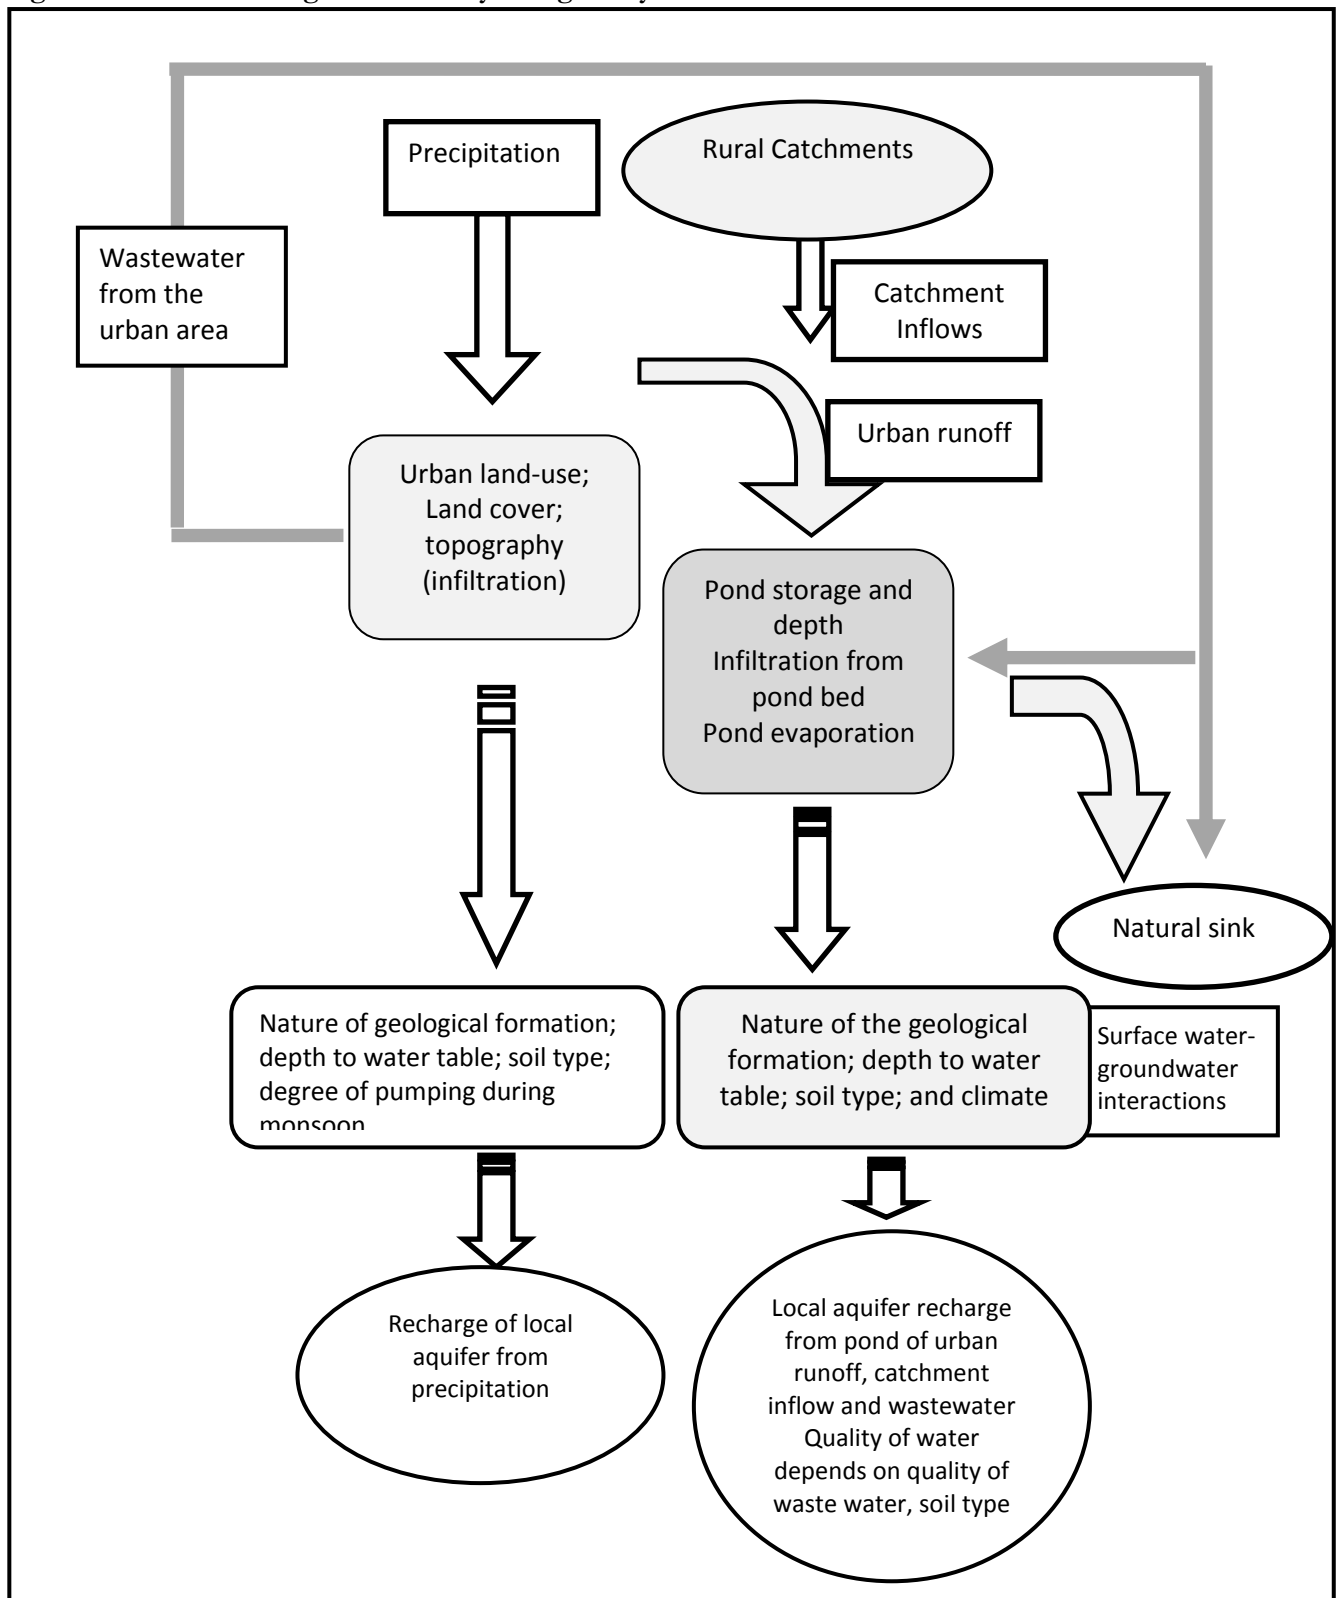 Precipitation
Rural Catchments
Wastewater
from the
urban area
Catchment
Inflows
Urban runoff
Urban land-use;
Land cover;
topography
(infiltration)
Pond storage and
depth
Infiltration from
pond bed
Pond evaporation
Natural sink
Nature of geological formation;
depth to water table; soil type;
degree of pumping during
monsoon
Nature of the geological
formation; depth to water
table; soil type; and climate
Surface water-
groundwater
interactions
Recharge of local
aquifer from
precipitation
Local aquifer recharge
from pond of urban
runoff, catchment
inflow and wastewater
Quality of water
depends on quality of
waste water, soil type